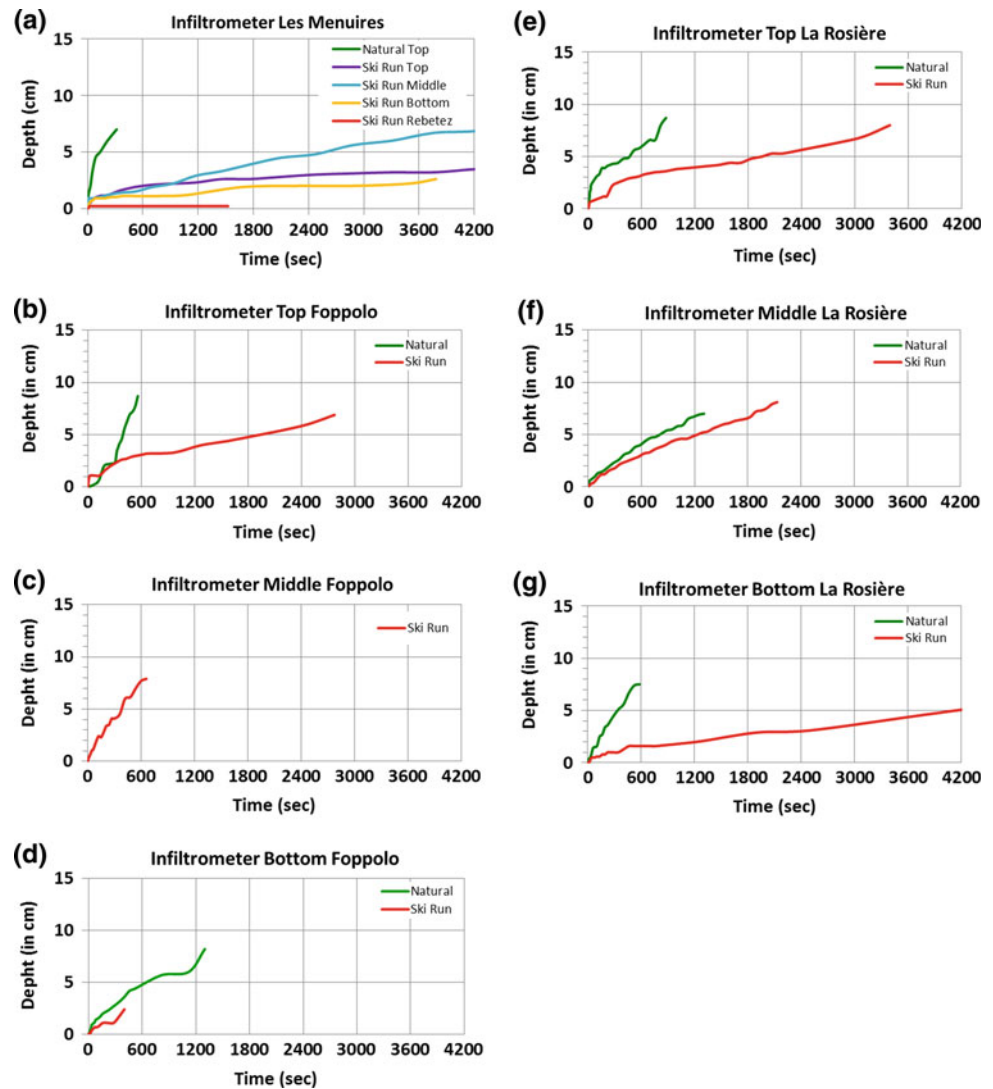 (a)
Infiltrometer Les Menuires
Depth (cm)
15
10
5
0
Natural Top
Ski Run Top
Ski Run Middle
Ski Run Bottom
Ski Run Rebetez
0 600 1200 1800 2400 3000 3600 4200
Time (sec)
(b)
Infiltrometer Top Foppolo
Depht (in cm)
15
10
5
0
Natural
Ski Run
0 600 1200 1800 2400 3000 3600 4200
Time (sec)
(c)
Infiltrometer Middle Foppolo
Depht (in cm)
15
10
5
0
Ski Run
0 600 1200 1800 2400 3000 3600 4200
Time (sec)
(d)
Infiltrometer Bottom Foppolo
Depht (in cm)
15
10
5
0
Natural
Ski Run
0 600 1200 1800 2400 3000 3600 4200
Time (sec)
(e)
Infiltrometer Top La Rosière
Depht (in cm)
15
10
5
0
Natural
Ski Run
0 600 1200 1800 2400 3000 3600 4200
Time (sec)
(f)
Infiltrometer Middle La Rosière
Depht (in cm)
15
10
5
0
Natural
Ski Run
0 600 1200 1800 2400 3000 3600 4200
Time (sec)
(g)
Infiltrometer Bottom La Rosière
Depht (in cm)
15
10
5
0
Natural
Ski Run
0 600 1200 1800 2400 3000 3600 4200
Time (sec)